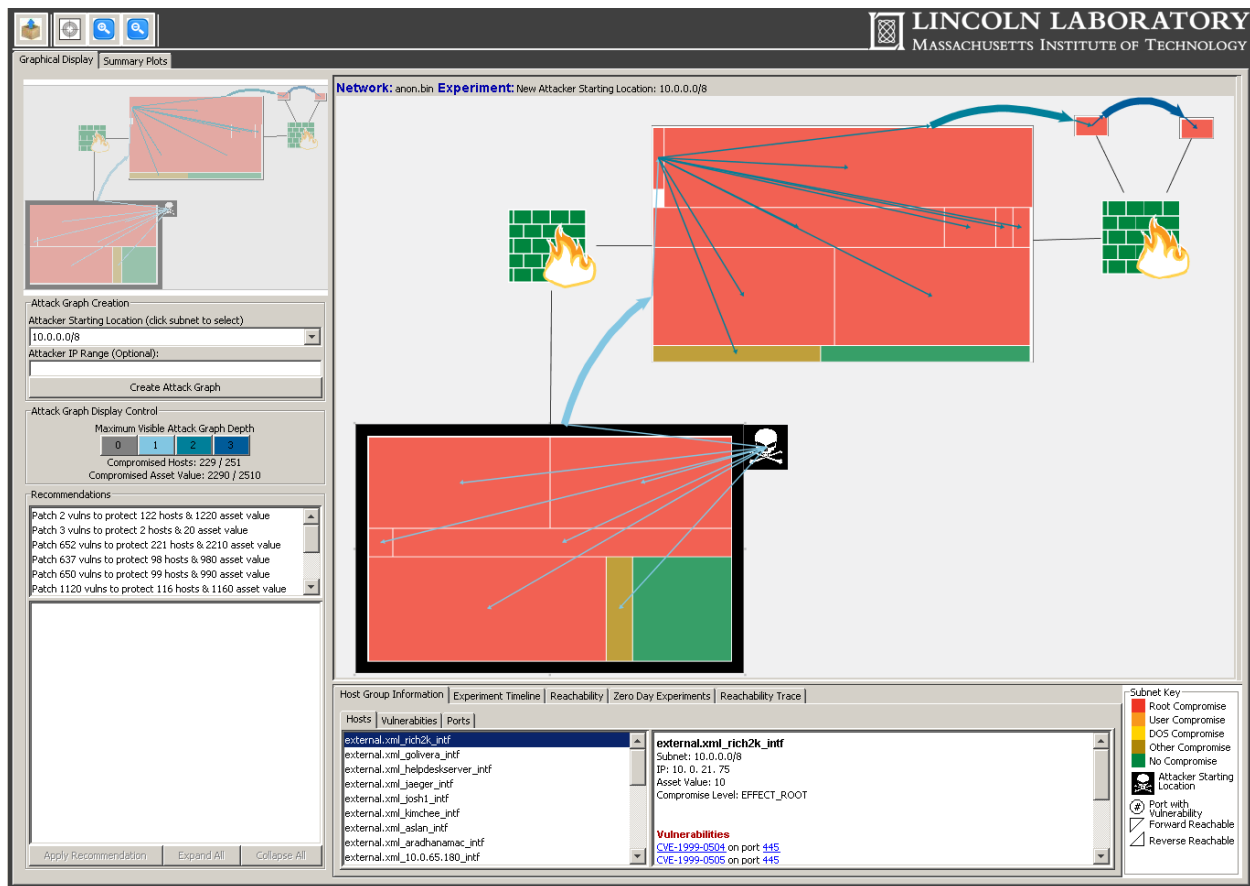 LINCOLN LABORATORY
MASSACHUSETTS INSTITUTE OF TECHNOLOGY
Graphical Display
Summary Plots
Network: anon.bin Experiment: New Attacker Starting Location: 10.0.0.0/8
Attack Graph Creation
Attacker Starting Location (click subnet to select)
10.0.0.0/8
Attacker IP Range (Optional):
Create Attack Graph
Attack Graph Display Control
Maximum Visible Attack Graph Depth
0 1 2 3
Compromised Hosts: 229 / 251
Compromised Asset Value: 2290 / 2510
Recommendations
Patch 2 vulns to protect 122 hosts & 1220 asset value
Patch 3 vulns to protect 2 hosts & 20 asset value
Patch 652 vulns to protect 221 hosts & 2210 asset value
Patch 637 vulns to protect 98 hosts & 980 asset value
Patch 650 vulns to protect 99 hosts & 990 asset value
Patch 1120 vulns to protect 116 hosts & 1160 asset value
Apply Recommendation
Expand All
Collapse All
Host Group Information
Experiment Timeline
Reachability
Zero Day Experiments
Reachability Trace
Hosts
Vulnerabities
Ports
external.xml_rich2k_intf
external.xml_golivera_intf
external.xml_helpdeskserver_intf
external.xml_jaeger_intf
external.xml_josh1_intf
external.xml_kimchee_intf
external.xml_aslan_intf
external.xml_aradhanamac_intf
external.xml_10.0.65.180_intf
external.xml_rich2k_intf
Subnet: 10.0.0.0/8
IP: 10. 0. 21. 75
Asset Value: 10
Compromise Level: EFFECT_ROOT
Vulnerabilities
CVE-1999-0504 on port 445
CVE-1999-0505 on port 445
Subnet Key
Root Compromise
User Compromise
DOS Compromise
Other Compromise
No Compromise
Attacker Starting
Location
# Port with
Vulnerability
Forward Reachable
Reverse Reachable